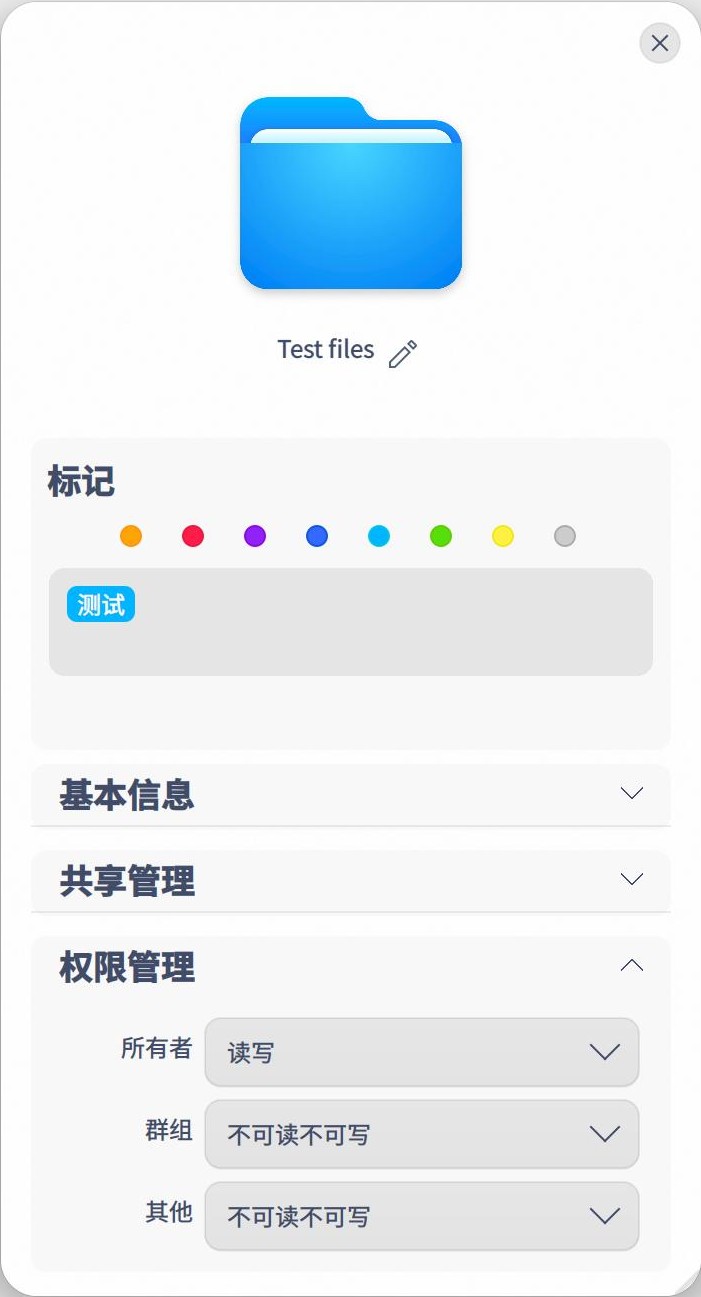 Test files
标记
测试
基本信息
共享管理
权限管理
所有者 读写
群组 不可读不可写
其他 不可读不可写